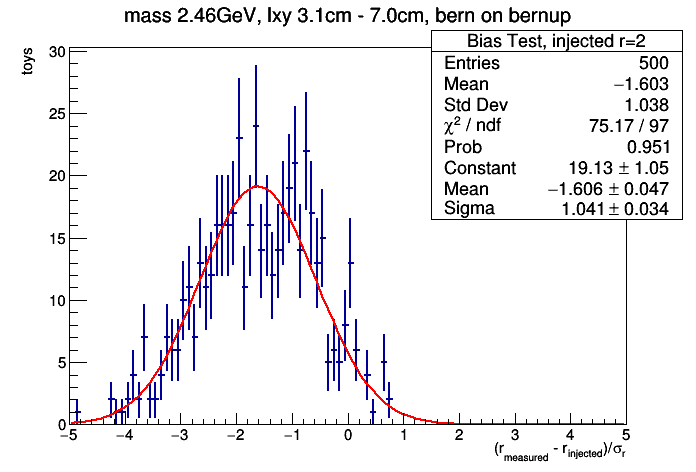 mass 2.46GeV, lxy 3.1cm - 7.0cm, bern on bernup
Bias Test, injected r=2
Entries 500
Mean −1.603
Std Dev 1.038
χ² / ndf 75.17 / 97
Prob 0.951
Constant 19.13 ± 1.05
Mean −1.606 ± 0.047
Sigma 1.041 ± 0.034
toys
30
25
20
15
10
5
0
−5 −4 −3 −2 −1 0 1 2 3 4 5
(r_measured - r_injected)/σ_r